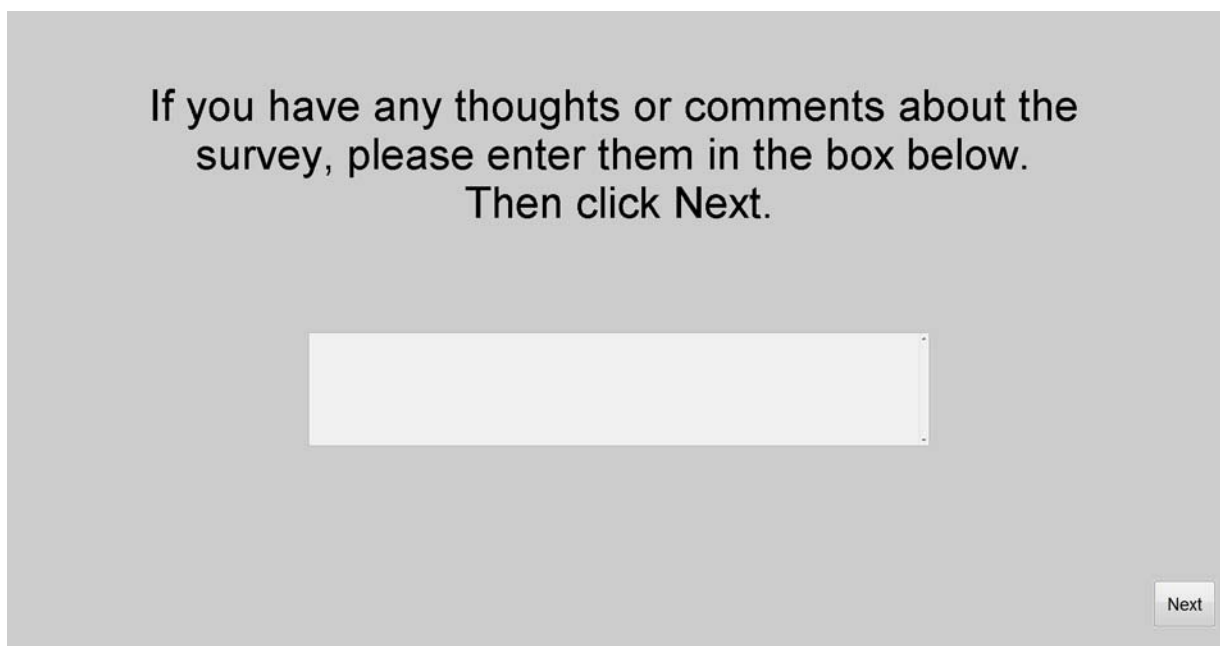 If you have any thoughts or comments about the
survey, please enter them in the box below.
Then click Next.
Next